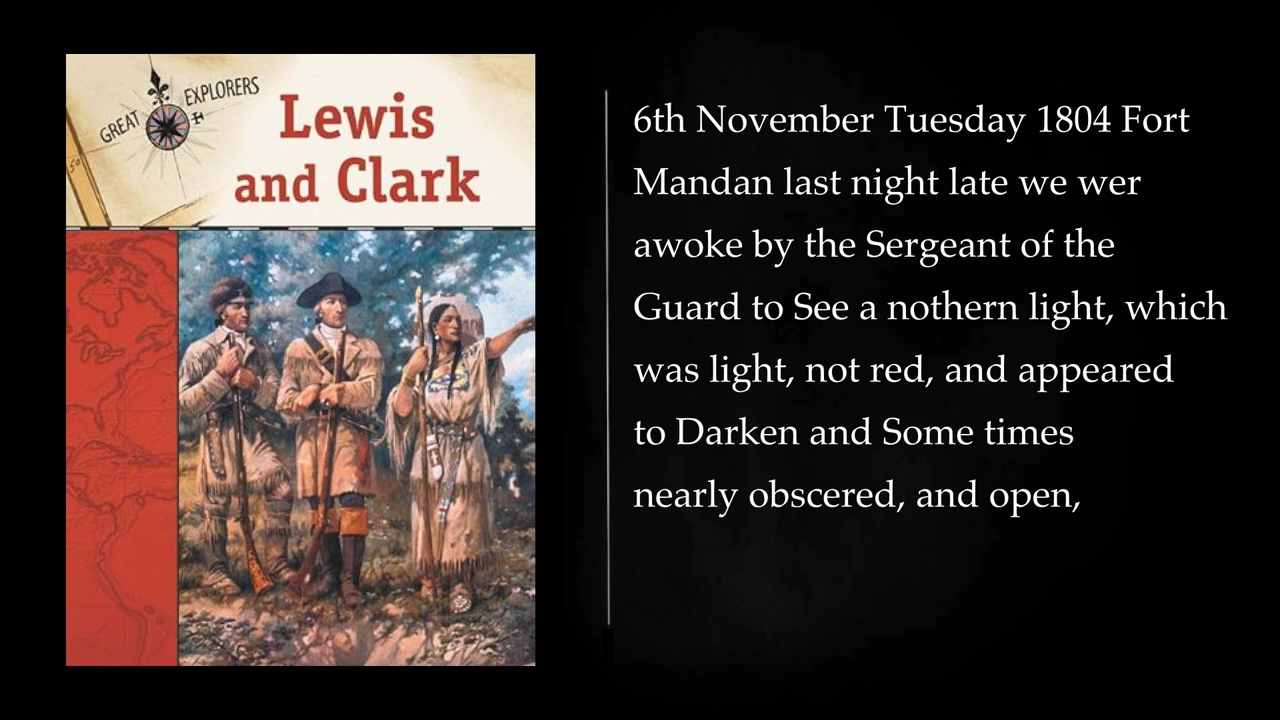 GREAT EXPLORERS
Lewis
and Clark
50
6th November Tuesday 1804 Fort
Mandan last night late we wer
awoke by the Sergeant of the
Guard to See a nothern light, which
was light, not red, and appeared
to Darken and Some times
nearly obscered, and open,